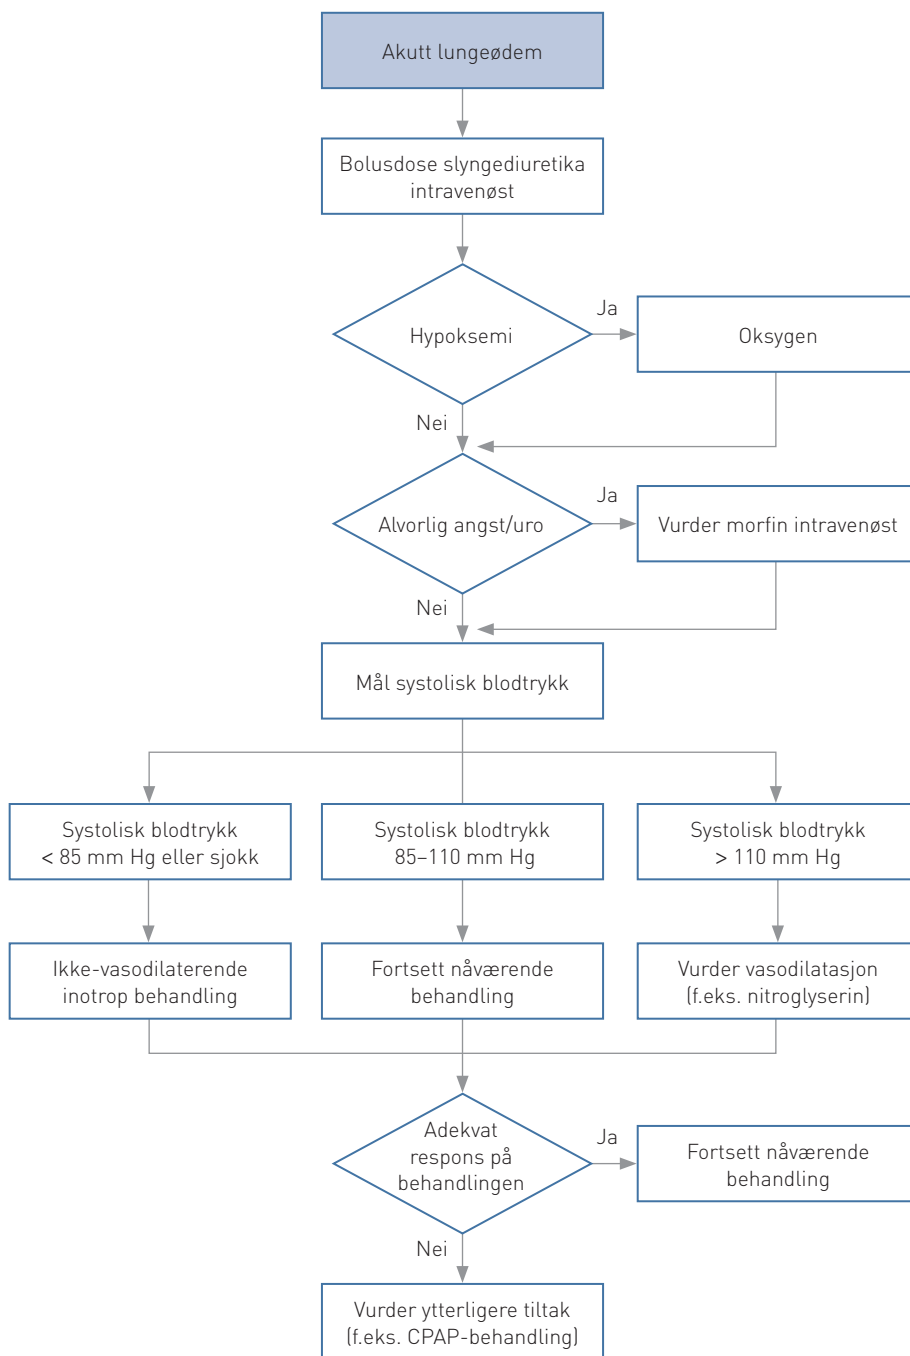 Akutt lungeødem
Bolusdose slyngediuretika
intravenøst
Hypoksemi
Ja
Oksygen
Nei
Alvorlig angst/uro
Ja
Vurder morfin intravenøst
Nei
Mål systolisk blodtrykk
Systolisk blodtrykk
< 85 mm Hg eller sjokk
Systolisk blodtrykk
85–110 mm Hg
Systolisk blodtrykk
> 110 mm Hg
Ikke-vasodilaterende
inotrop behandling
Fortsett nåværende
behandling
Vurder vasodilatasjon
(f.eks. nitroglyserin)
Adekvat
respons på
behandlingen
Ja
Fortsett nåværende
behandling
Nei
Vurder ytterligere tiltak
(f.eks. CPAP-behandling)